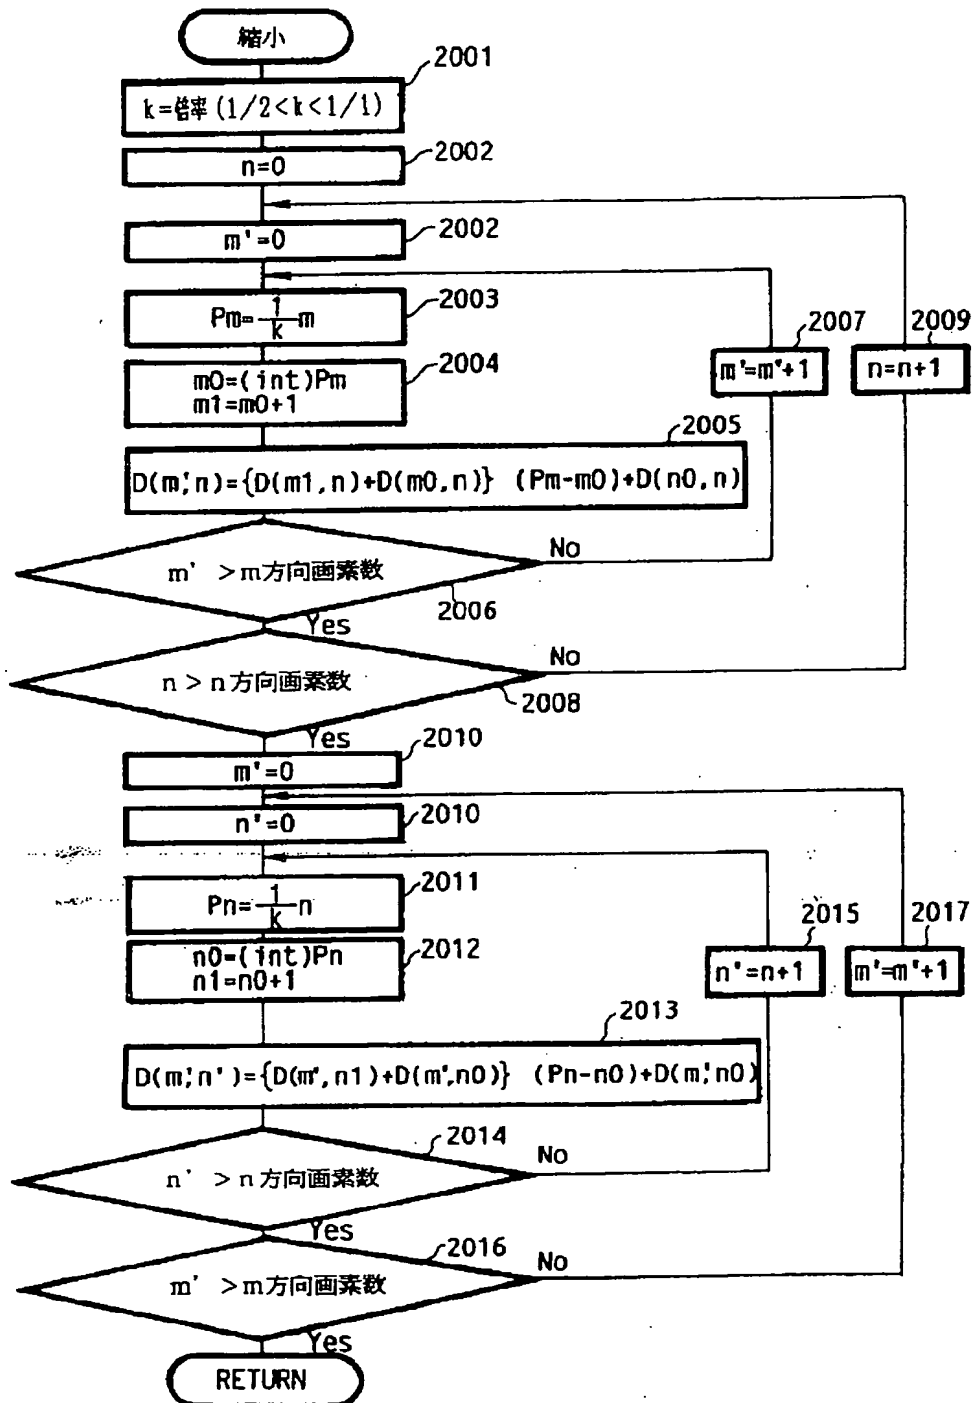 縮小
2001
k=倍率(1/2<k<1/1)
2002
n=0
2002
m'=0
2003
Pm=1/k m
2004
m0=(int)Pm
m1=m0+1
2007
m'=m'+1
2009
n=n+1
2005
D(m',n)={D(m1,n)+D(m0,n)} (Pm-m0)+D(n0,n)
No
m' >m方向画素数
2006
Yes
No
n>n方向画素数
2008
Yes
2010
m'=0
2010
n'=0
2011
Pn=1/k n
2012
n0=(int)Pn
n1=n0+1
2015
n'=n+1
2017
m'=m'+1
2013
D(m',n')={D(m',n1)+D(m',n0)} (Pn-n0)+D(m',n0)
2014
No
n' >n方向画素数
Yes
2016
No
m' >m方向画素数
Yes
RETURN